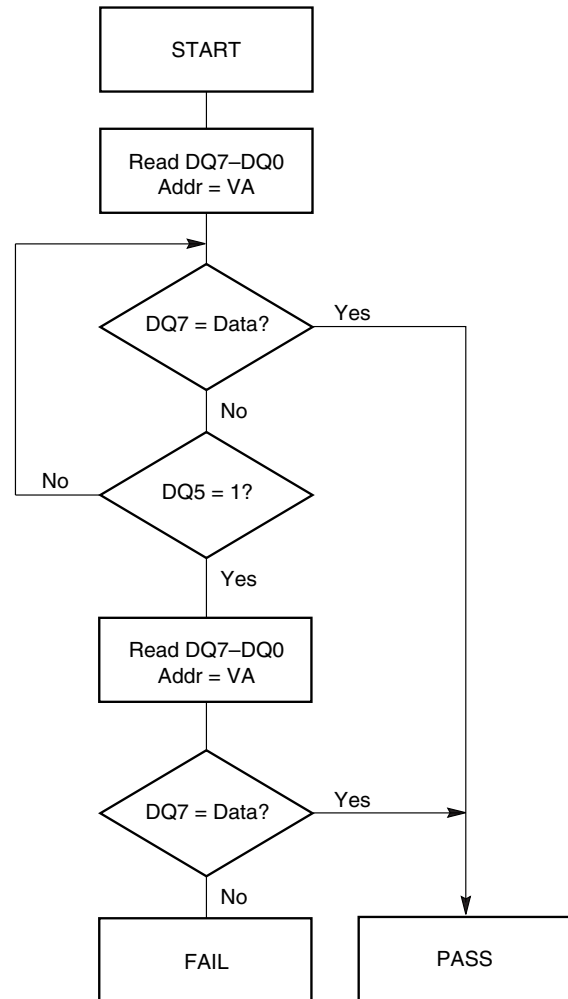 START
Read DQ7–DQ0
Addr = VA
DQ7 = Data?
Yes
No
No
DQ5 = 1?
Yes
Read DQ7–DQ0
Addr = VA
DQ7 = Data?
Yes
No
FAIL
PASS